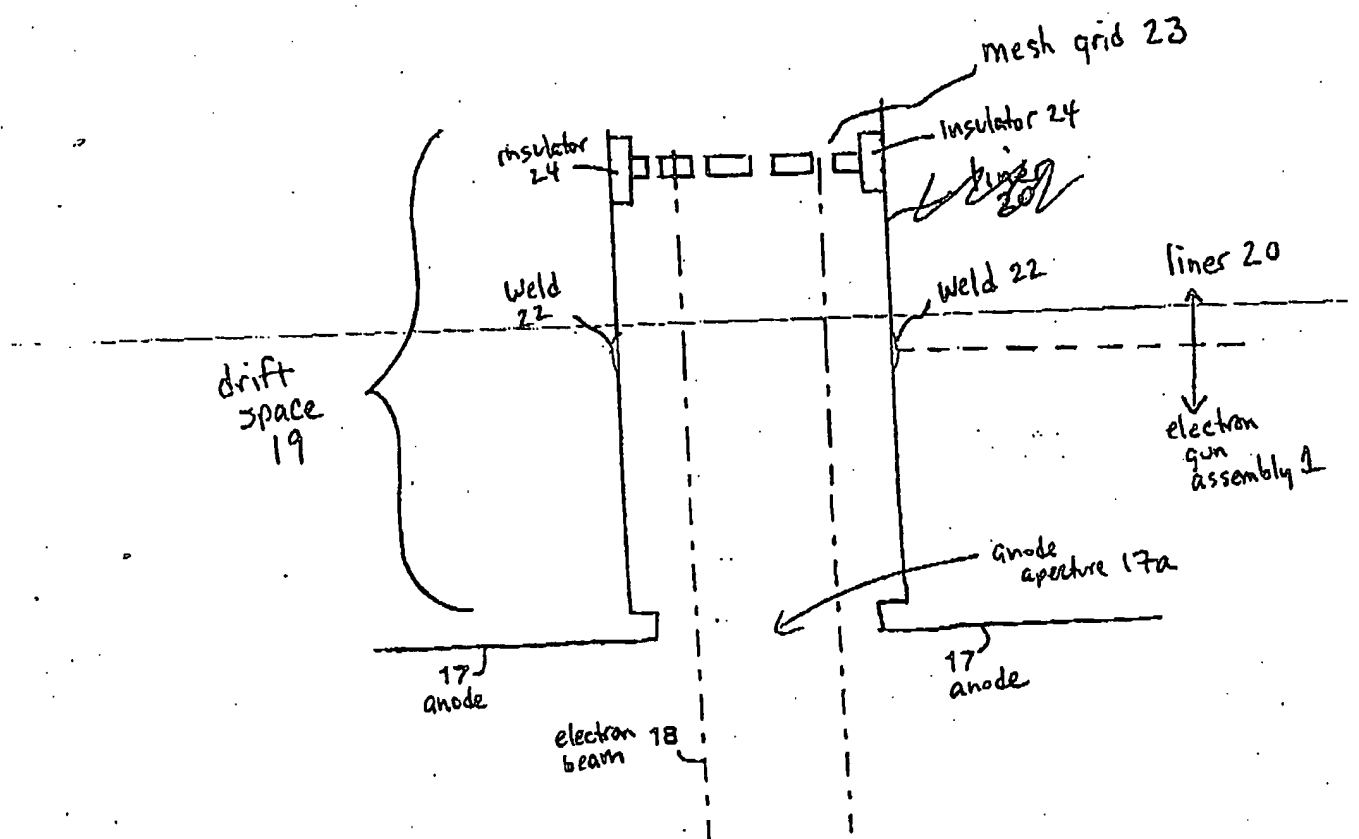 mesh grid 23
insulator
24
Insulator 24
liner
20
Weld
22
Weld 22
liner 20
drift
space
19
electron
gun
assembly 1
anode
aperture 17a
17
anode
17
anode
electron 18
beam